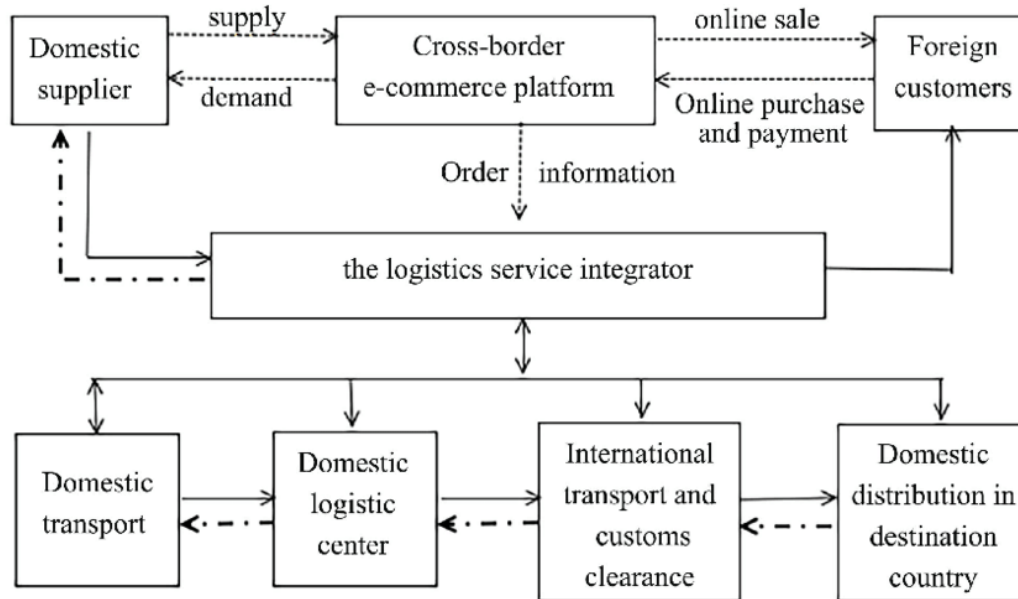 supply
online sale
Domestic
supplier
Cross-border
e-commerce platform
Foreign
customers
demand
Online purchase
and payment
Order information
the logistics service integrator
Domestic
transport
Domestic
logistic
center
International
transport and
customs
clearance
Domestic
distribution in
destination
country